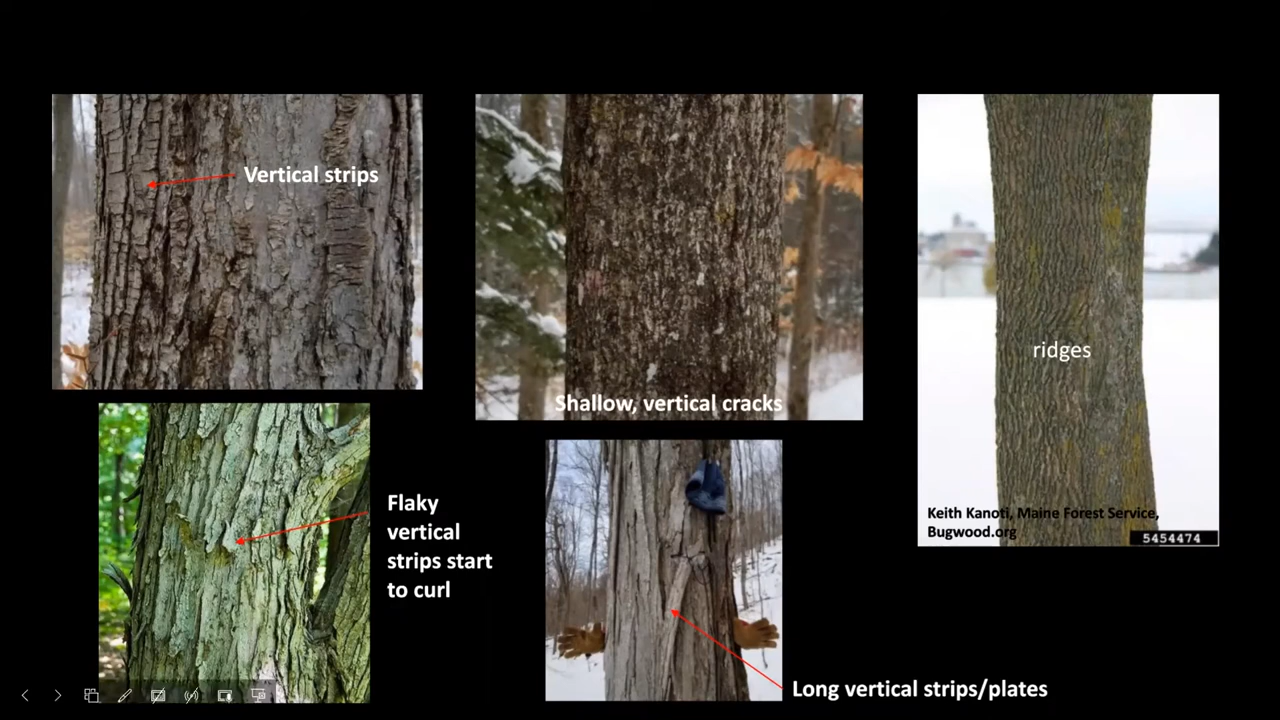 Vertical strips
Shallow, vertical cracks
ridges
Keith Kanoti, Maine Forest Service,
Bugwood.org
5454474
Flaky
vertical
strips start
to curl
Long vertical strips/plates